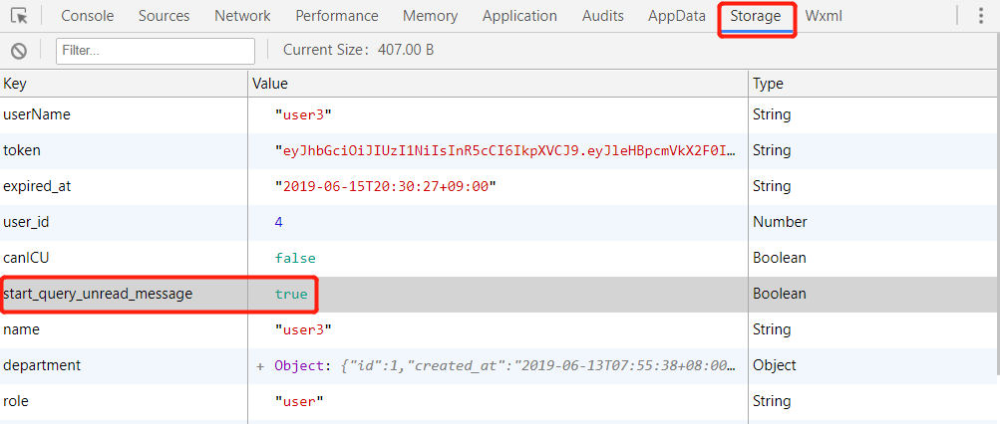 Console Sources Network Performance Memory Application Audits AppData Storage Wxml
Filter... Current Size: 407.00 B
Key Value Type
userName "user3" String
token "eyJhbGciOiJIUzI1NiIsInR5cCI6IkpXVCJ9.eyJleHBpcmVkX2F0I… String
expired_at "2019-06-15T20:30:27+09:00" String
user_id 4 Number
canICU false Boolean
start_query_unread_message true Boolean
name "user3" String
department + Object: {"id":1,"created_at":"2019-06-13T07:55:38+08:00… Object
role "user" String